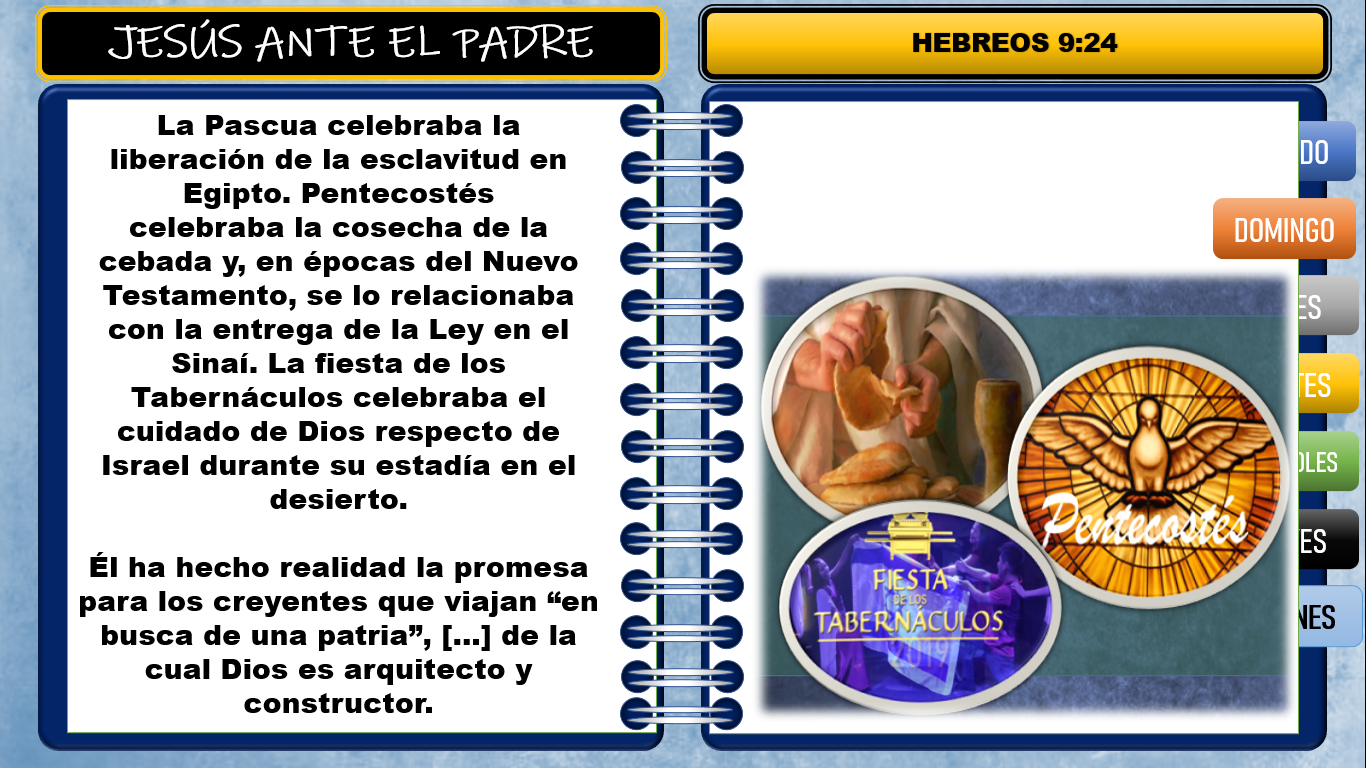 JESÚS ANTE EL PADRE
HEBREOS 9:24
La Pascua celebraba la
liberación de la esclavitud en
Egipto. Pentecostés
celebraba la cosecha de la
cebada y, en épocas del Nuevo
Testamento, se lo relacionaba
con la entrega de la Ley en el
Sinaí. La fiesta de los
Tabernáculos celebraba el
cuidado de Dios respecto de
Israel durante su estadía en el
desierto.
Él ha hecho realidad la promesa
para los creyentes que viajan “en
busca de una patria”, [...] de la
cual Dios es arquitecto y
constructor.
Pentecostés
FIESTA
DE LOS
TABERNÁCULOS
2019
DO
DOMINGO
ES
TES
OLES
ES
NES